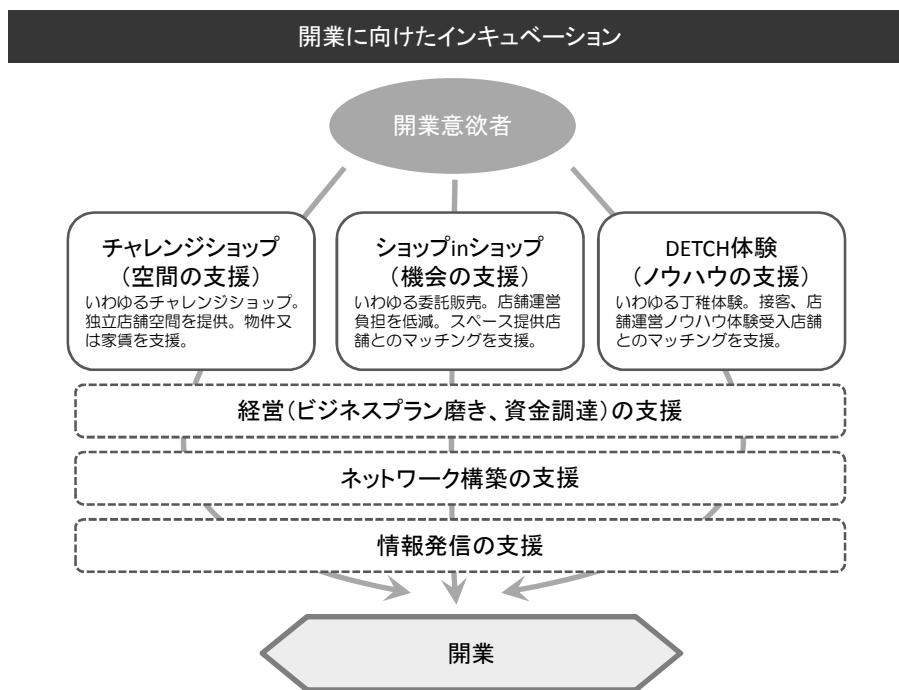 開業に向けたインキュベーション
開業意欲者
チャレンジショップ
（空間の支援）
いわゆるチャレンジショップ。
独立店舗空間を提供。物件又
は家賃を支援。
ショップinショップ
（機会の支援）
いわゆる委託販売。店舗運営
負担を低減。スペース提供店
舗とのマッチングを支援。
DETCH体験
（ノウハウの支援）
いわゆる丁稚体験。接客、店
舗運営ノウハウ体験受入店舗
とのマッチングを支援。
経営（ビジネスプラン磨き、資金調達）の支援
ネットワーク構築の支援
情報発信の支援
開業